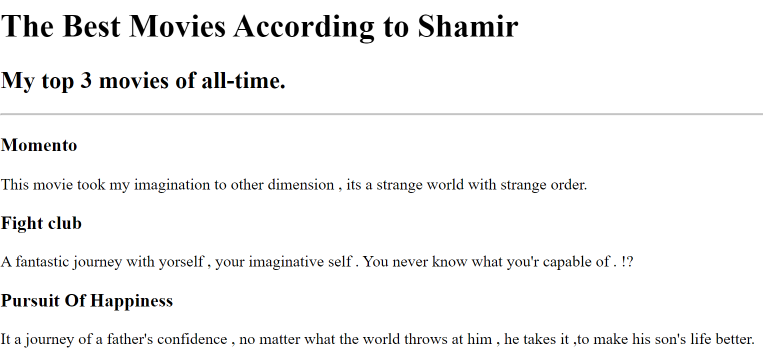 The Best Movies According to Shamir
My top 3 movies of all-time.
Momento
This movie took my imagination to other dimension , its a strange world with strange order.
Fight club
A fantastic journey with yorself , your imaginative self . You never know what you'r capable of . !?
Pursuit Of Happiness
It a journey of a father's confidence , no matter what the world throws at him , he takes it ,to make his son's life better.